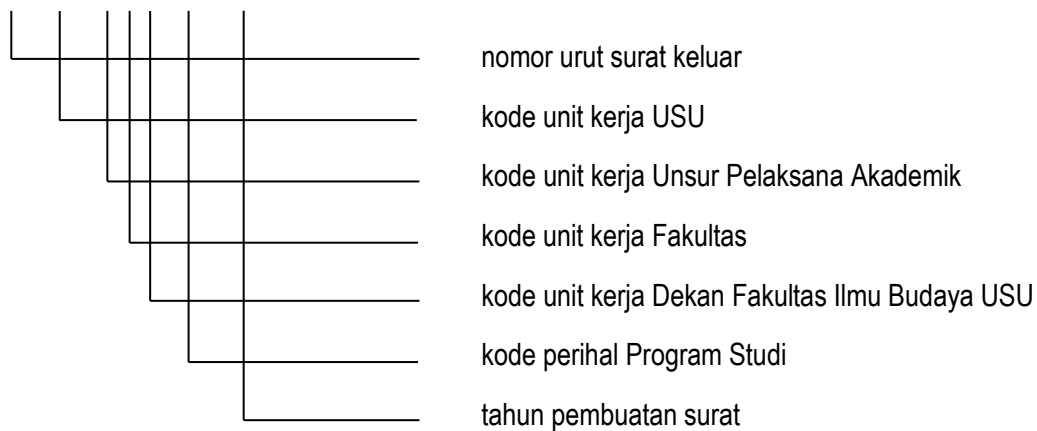 nomor urut surat keluar
kode unit kerja USU
kode unit kerja Unsur Pelaksana Akademik
kode unit kerja Fakultas
kode unit kerja Dekan Fakultas Ilmu Budaya USU
kode perihal Program Studi
tahun pembuatan surat